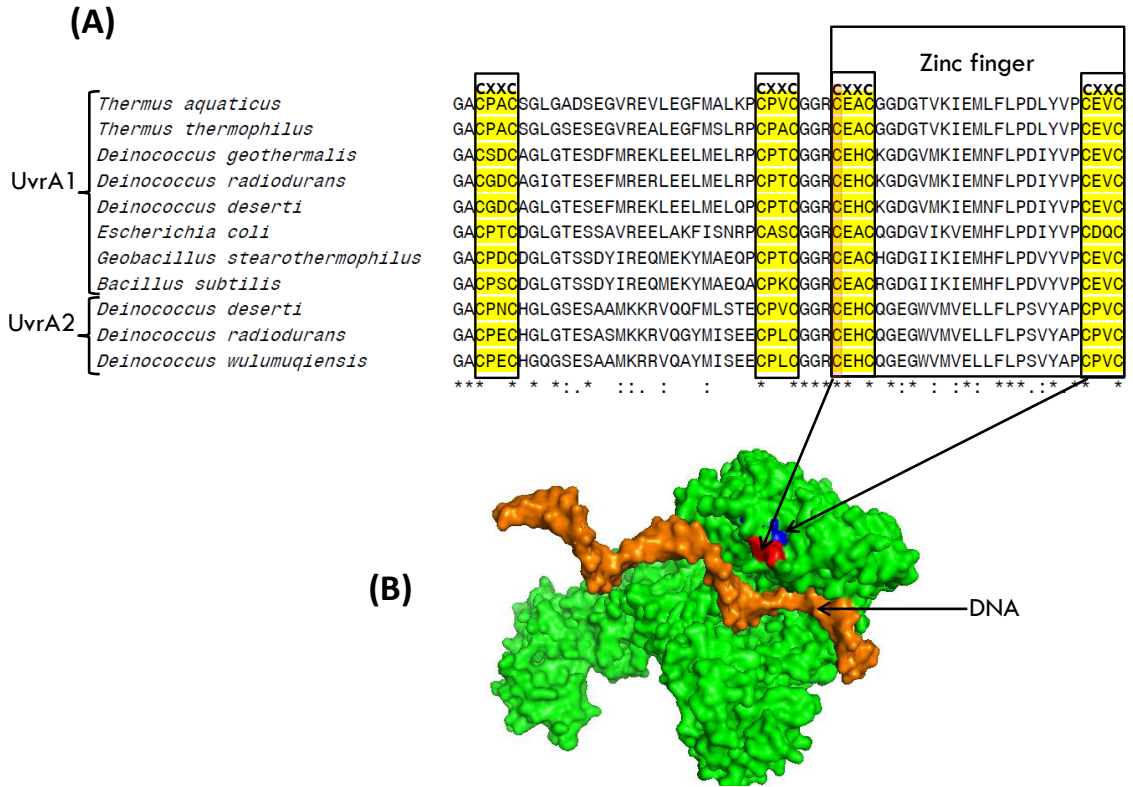 (A)
Zinc finger
CXXC CXXC CXXC CXXC
Thermus aquaticus GACPACSGLGADSEGVREVLEGFMALKPCPVCGGRCEACGGDGTVKIEMLFLPDLYVPCEVC
Thermus thermophilus GACPACSGLGSESEGVREALEGFMSLRPCPACGGRCEACGGDGTVKIEMLFLPDLYVPCEVC
Deinococcus geothermalis GACSDCAGLGTESDFMREKLEELMELRPCPTCGGRCEHCKGDGVMKIEMNFLPDIYVPCEVC
UvrA1 Deinococcus radiodurans GACGDCAGIGTESEFMRERLEELMELRPCPTCGGRCEHCKGDGVMKIEMNFLPDIYVPCEVC
Deinococcus deserti GACGDCAGLGTESEFMREKLEELMELQPCPTCGGRCEHCKGDGVMKIEMNFLPDIYVPCEVC
Escherichia coli GACPTCDGLGTESSAVREELAKFISNRPCASCGGRCEACQGDGVIKVEMHFLPDIYVPCDQC
Geobacillus stearothermophilus GACPDCDGLGTSSDYIREQMEKYMAEQPCPTCGGRCEACHGDGIIKIEMHFLPDVYVPCEVC
Bacillus subtilis GACPSCDGLGTSSDYIREQMEKYMAEQACPKCGGRCEACRGDGIIKIEMHFLPDVYVPCEVC
UvrA2 Deinococcus deserti GACPNCHGLGSESAAMKKRVQQFMLSTECPVCGGRCEHCQGEGWVMVELLFLPSVYAPCPVC
Deinococcus radiodurans GACPECHGLGTESASMKKRVQGYMISEECPLCGGRCEHCQGEGWVMVELLFLPSVYAPCPVC
Deinococcus wulumuqiensis GACPECHGQGSESAAMKKRVQAYMISEECPLCGGRCEHCQGEGWVMVELLFLPSVYAPCPVC
*** * * * *:.* ::. : : * ***** * *:* : :*: ***.:*.** *
(B)
DNA